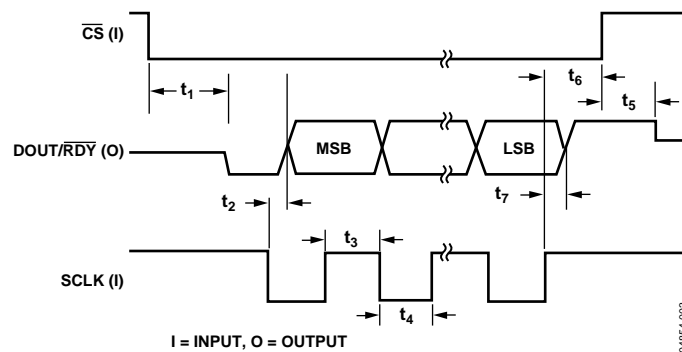 CS (I)
t6
t1
t5
DOUT/RDY (O)
MSB
LSB
t2
t7
t3
SCLK (I)
t4
I = INPUT, O = OUTPUT